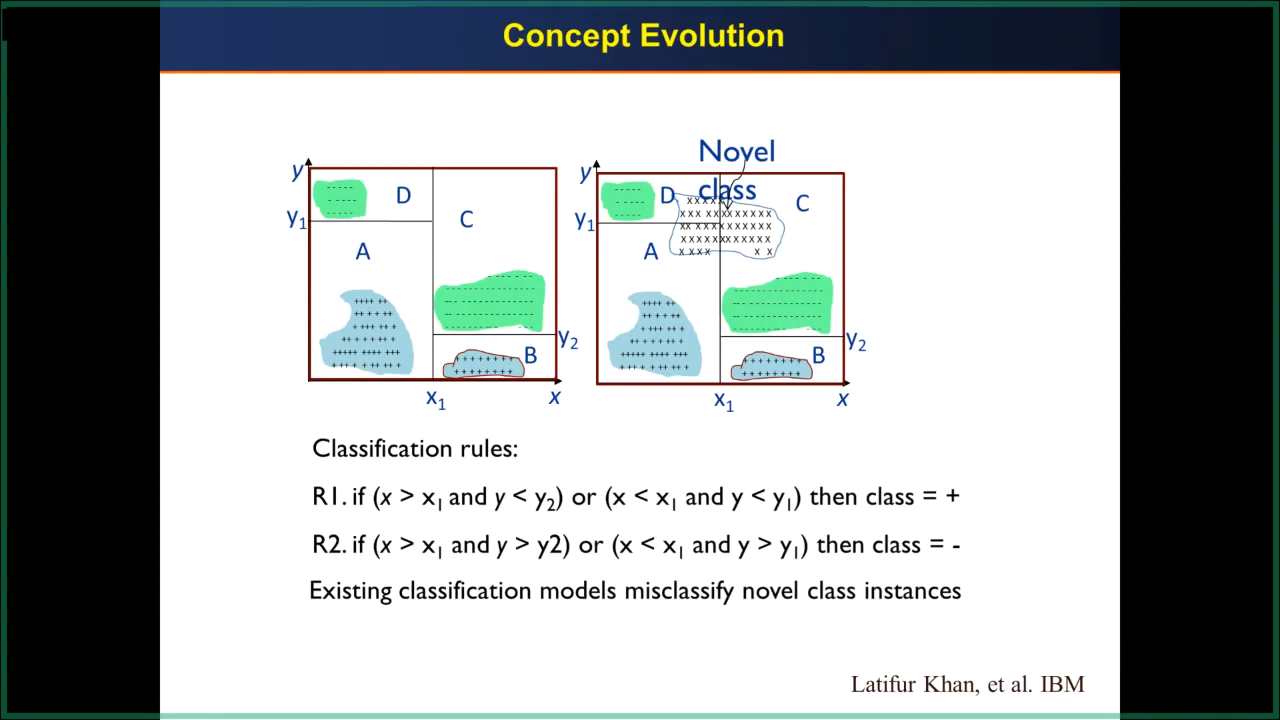 Concept Evolution
y
D
y1
C
A
y2
B
x1
x
Novel
class
y
D
C
y1
A
y2
B
x1
x
Classification rules:
R1. if (x > x1 and y < y2) or (x < x1 and y < y1) then class = +
R2. if (x > x1 and y > y2) or (x < x1 and y > y1) then class = -
Existing classification models misclassify novel class instances
Latifur Khan, et al. IBM